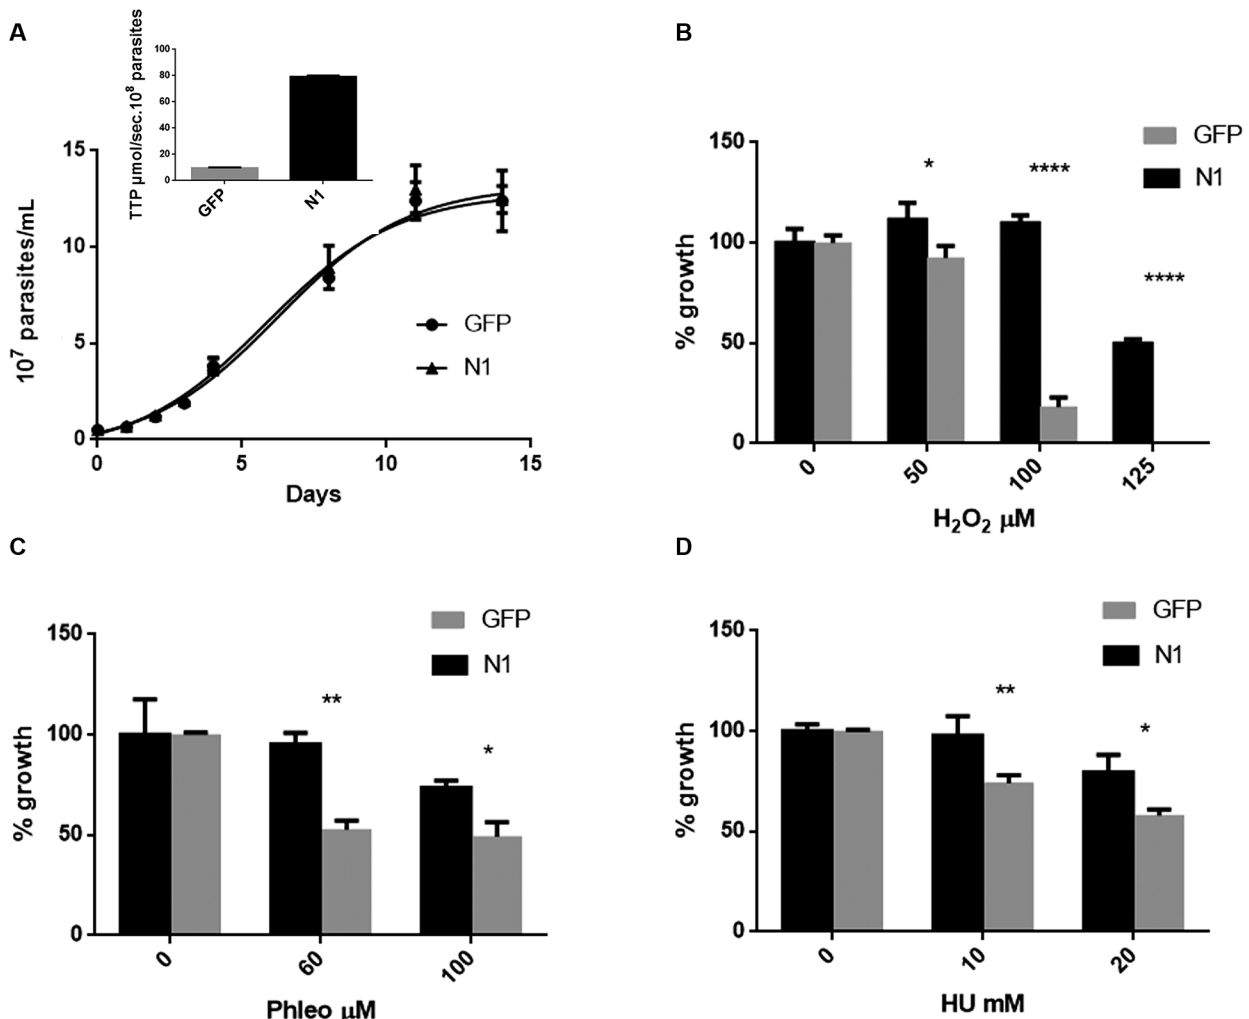 A
TTP µmol/sec.10⁸ parasites
100
80
60
40
20
0
GFP
N1
10⁷ parasites/mL
15
10
5
0
GFP
N1
0
5
10
15
Days
B
GFP
N1
% growth
150
100
50
0
*
****
****
0
50
100
125
H₂O₂ µM
C
GFP
N1
% growth
150
100
50
0
**
*
0
60
100
Phleo µM
D
GFP
N1
% growth
150
100
50
0
**
*
0
10
20
HU mM